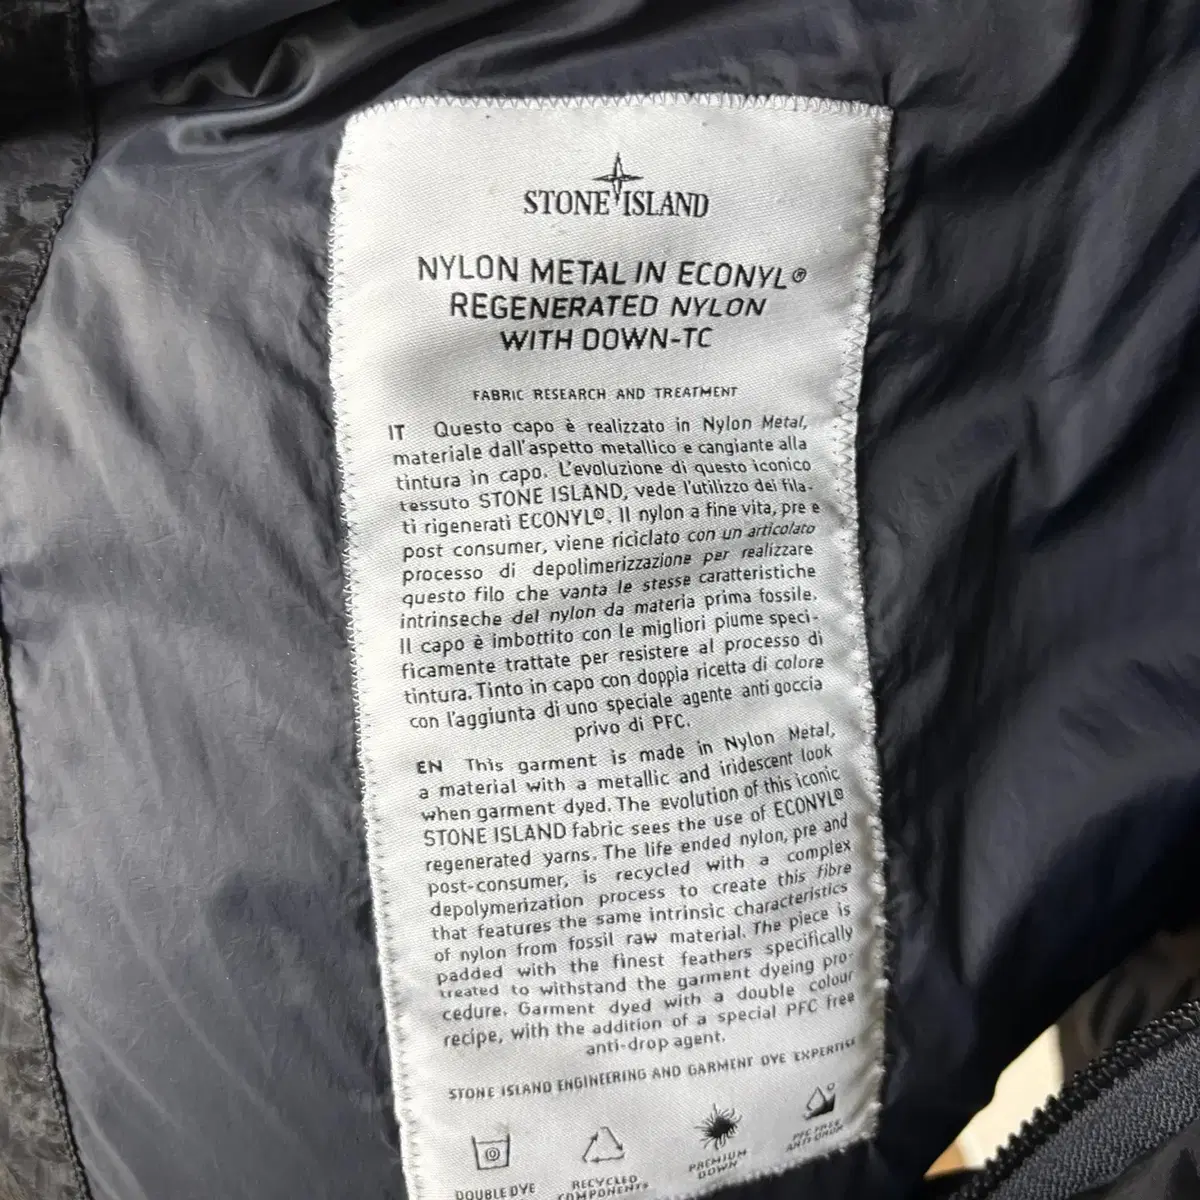 STONE ISLAND
NYLON METAL IN ECONYL®
REGENERATED NYLON
WITH DOWN-TC
FABRIC RESEARCH AND TREATMENT
IT Questo capo è realizzato in Nylon Metal,
materiale dall'aspetto metallico e cangiante alla
tintura in capo. L'evoluzione di questo iconico
tessuto STONE ISLAND, vede l'utilizzo dei fila-
ti rigenerati ECONYL®. Il nylon a fine vita, pre e
post consumer, viene riciclato con un articolato
processo di depolimerizzazione per realizzare
questo filo che vanta le stesse caratteristiche
intrinseche del nylon da materia prima fossile.
Il capo è imbottito con le migliori piume speci-
ficamente trattate per resistere al processo di
tintura. Tinto in capo con doppia ricetta di colore
con l'aggiunta di uno speciale agente anti goccia
privo di PFC.
EN This garment is made in Nylon Metal,
a material with a metallic and iridescent look
when garment dyed. The evolution of this iconic
STONE ISLAND fabric sees the use of ECONYL®
regenerated yarns. The life ended nylon, pre and
post-consumer, is recycled with a complex
depolymerization process to create this fibre
that features the same intrinsic characteristics
of nylon from fossil raw material. The piece is
padded with the finest feathers specifically
treated to withstand the garment dyeing pro-
cedure. Garment dyed with a double colour
recipe, with the addition of a special PFC free
anti-drop agent.
STONE ISLAND ENGINEERING AND GARMENT DYE EXPERTISE
DOUBLE DYE
RECYCLED
COMPONENTS
PREMIUM
DOWN
PFC FREE
ANTI-DROP